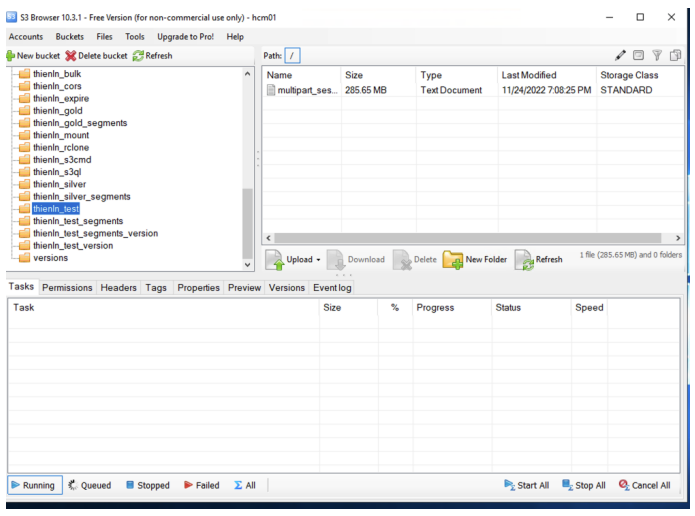 S3 Browser 10.3.1 - Free Version (for non-commercial use only) - hcm01
Accounts Buckets Files Tools Upgrade to Pro! Help
New bucket Delete bucket Refresh
Path: /
thienln_bulk
thienln_cors
thienln_expire
thienln_gold
thienln_gold_segments
thienln_mount
thienln_rclone
thienln_s3cmd
thienln_s3ql
thienln_silver
thienln_silver_segments
thienln_test
thienln_test_segments
thienln_test_segments_version
thienln_test_version
versions
Name Size Type Last Modified Storage Class
multipart_ses... 285.65 MB Text Document 11/24/2022 7:08:25 PM STANDARD
Upload Download Delete New Folder Refresh
1 file (285.65 MB) and 0 folders
Tasks Permissions Headers Tags Properties Preview Versions Eventlog
Task Size % Progress Status Speed
Running Queued Stopped Failed All Start All Stop All Cancel All